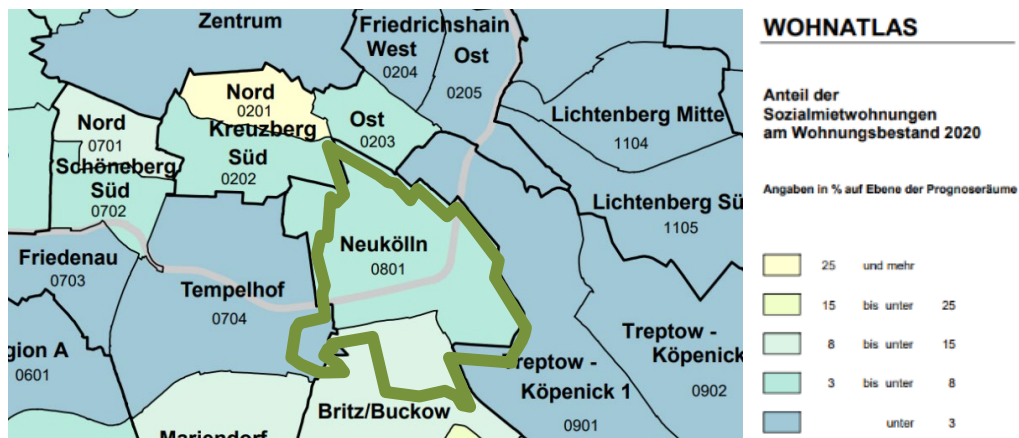 Zentrum
Friedrichshain
West
0204
Ost
0205
Nord
0201
Kreuzberg
Süd
0202
Ost
0203
Nord
0701
Schöneberg
Süd
0702
Lichtenberg Mitte
1104
Lichtenberg Sü
1105
Neukölln
0801
Friedenau
0703
Tempelhof
0704
gion A
0601
Treptow -
Köpenick
0902
Treptow -
Köpenick 1
0901
Britz/Buckow
Mariendorf
WOHNATLAS
Anteil der
Sozialmietwohnungen
am Wohnungsbestand 2020
Angaben in % auf Ebene der Prognoseräume
25 und mehr
15 bis unter 25
8 bis unter 15
3 bis unter 8
unter 3